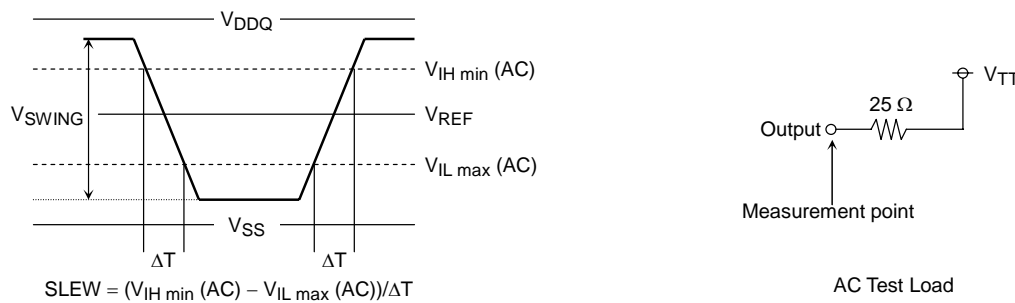 VDDQ
VIH min (AC)
VSWING
VREF
VIL max (AC)
VSS
ΔT
ΔT
SLEW = (VIH min (AC) − VIL max (AC))/ΔT
VTT
25 Ω
Output
Measurement point
AC Test Load